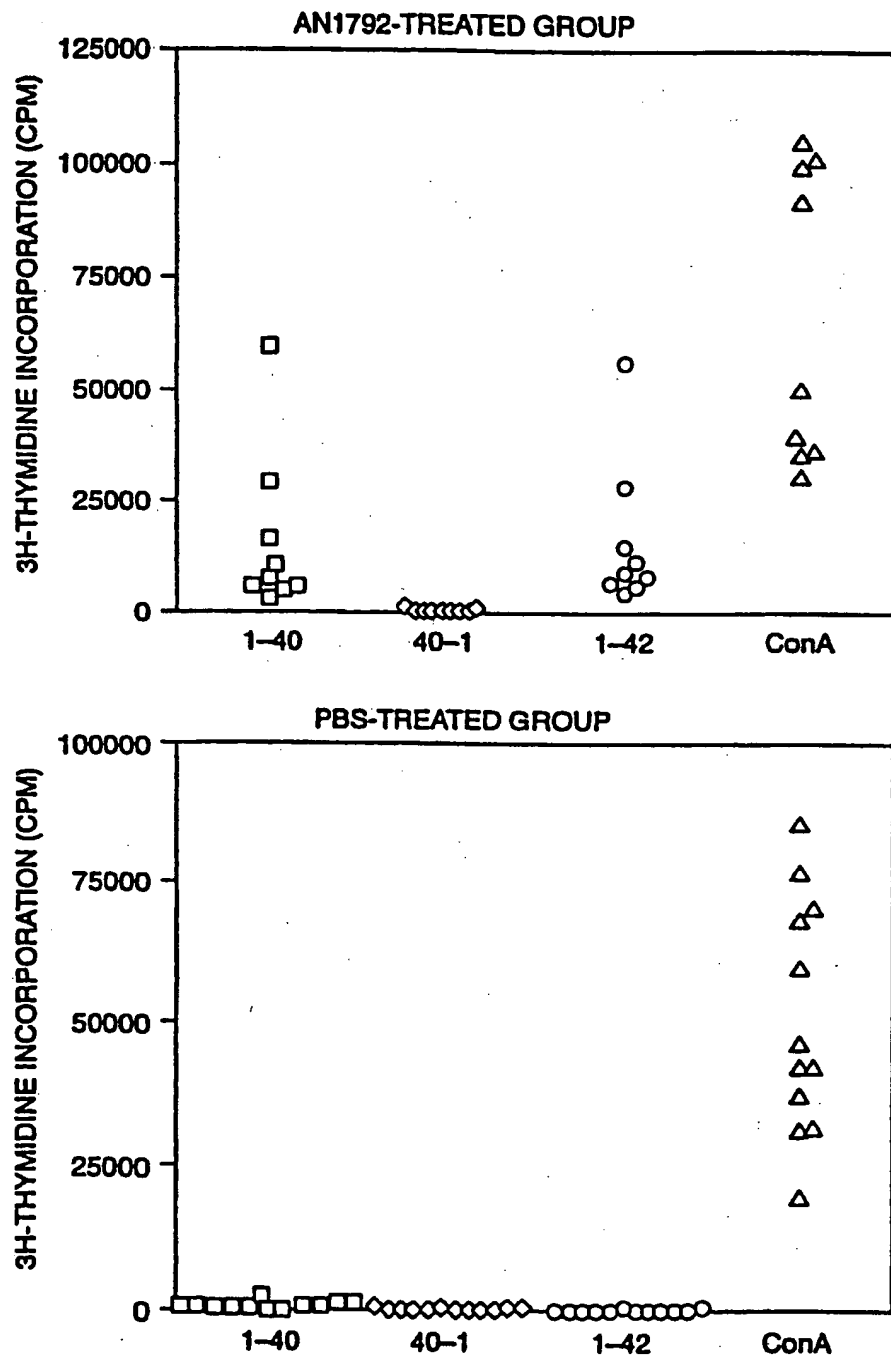 AN1792-TREATED GROUP
3H-THYMIDINE INCORPORATION (CPM)
125000
100000
75000
50000
25000
0
1–40
40–1
1–42
ConA
PBS-TREATED GROUP
3H-THYMIDINE INCORPORATION (CPM)
100000
75000
50000
25000
0
1–40
40–1
1–42
ConA